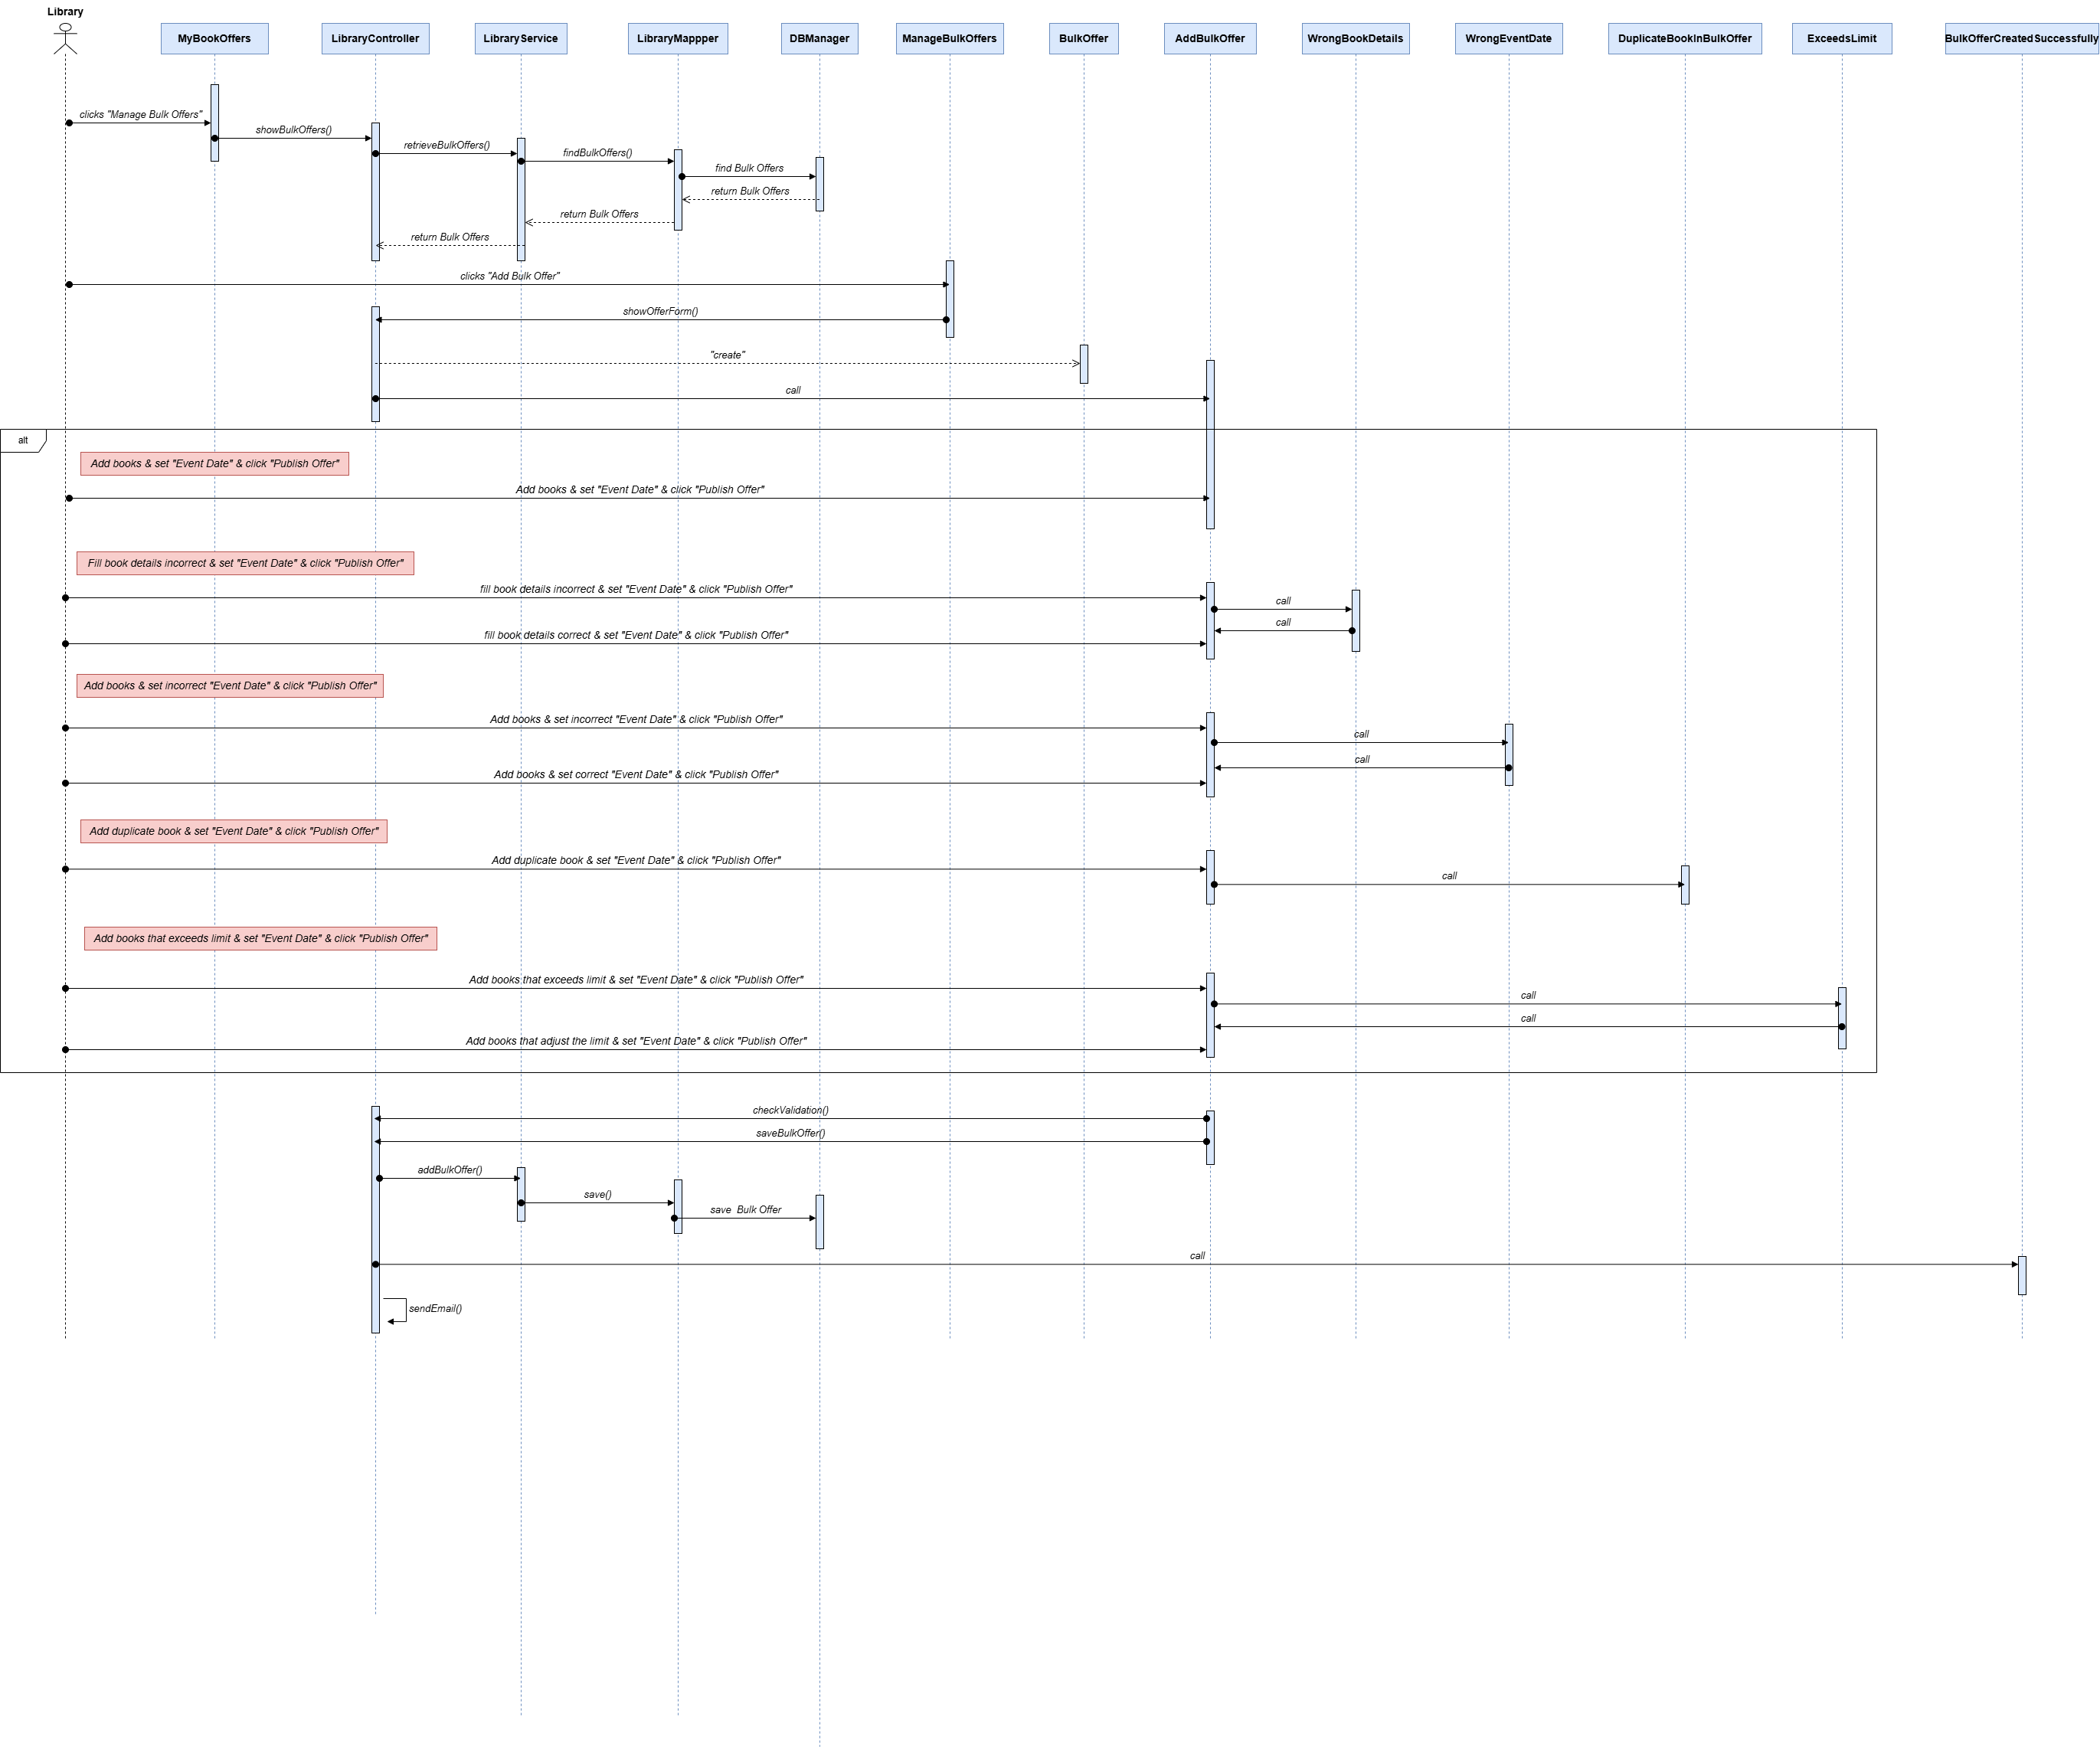 Library
MyBookOffers
LibraryController
LibraryService
LibraryMappper
DBManager
ManageBulkOffers
BulkOffer
AddBulkOffer
WrongBookDetails
WrongEventDate
DuplicateBookInBulkOffer
ExceedsLimit
BulkOfferCreatedSuccessfully
clicks "Manage Bulk Offers"
showBulkOffers()
retrieveBulkOffers()
findBulkOffers()
find Bulk Offers
return Bulk Offers
return Bulk Offers
return Bulk Offers
clicks "Add Bulk Offer"
showOfferForm()
"create"
call
alt
Add books & set "Event Date" & click "Publish Offer"
Add books & set "Event Date" & click "Publish Offer"
Fill book details incorrect & set "Event Date" & click "Publish Offer"
fill book details incorrect & set "Event Date" & click "Publish Offer"
call
call
fill book details correct & set "Event Date" & click "Publish Offer"
Add books & set incorrect "Event Date" & click "Publish Offer"
Add books & set incorrect "Event Date" & click "Publish Offer"
call
call
Add books & set correct "Event Date" & click "Publish Offer"
Add duplicate book & set "Event Date" & click "Publish Offer"
Add duplicate book & set "Event Date" & click "Publish Offer"
call
Add books that exceeds limit & set "Event Date" & click "Publish Offer"
Add books that exceeds limit & set "Event Date" & click "Publish Offer"
call
call
Add books that adjust the limit & set "Event Date" & click "Publish Offer"
checkValidation()
saveBulkOffer()
addBulkOffer()
save()
save  Bulk Offer
call
sendEmail()